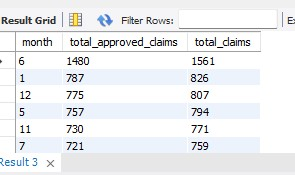 Result Grid Filter Rows:
month total_approved_claims total_claims
6 1480 1561
1 787 826
12 775 807
5 757 794
11 730 771
7 721 759
Result 3 ×